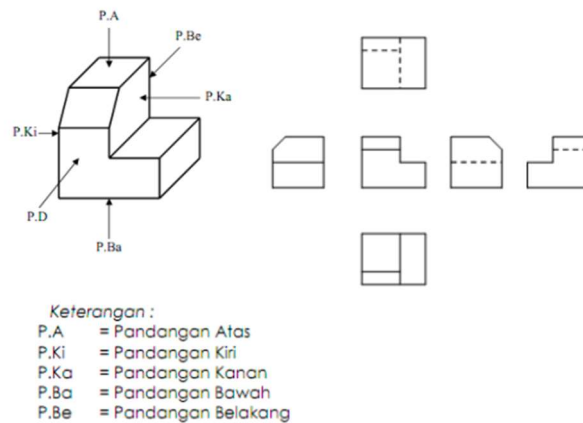 P.A
P.Be
P.Ka
P.Ki
P.D
P.Ba
Keterangan :
P.A = Pandangan Atas
P.Ki = Pandangan Kiri
P.Ka = Pandangan Kanan
P.Ba = Pandangan Bawah
P.Be = Pandangan Belakang